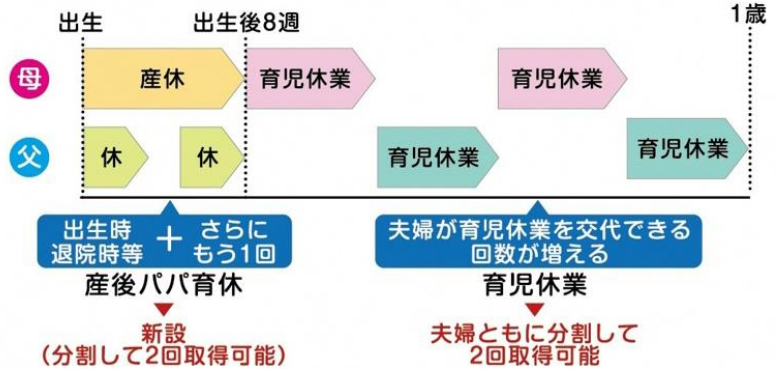 出生
出生後8週
1歳
母
産休
育児休業
育児休業
父
休
休
育児休業
育児休業
出生時
退院時等
＋
さらに
もう1回
産後パパ育休
新設
（分割して2回取得可能）
夫婦が育児休業を交代できる
回数が増える
育児休業
夫婦ともに分割して
2回取得可能